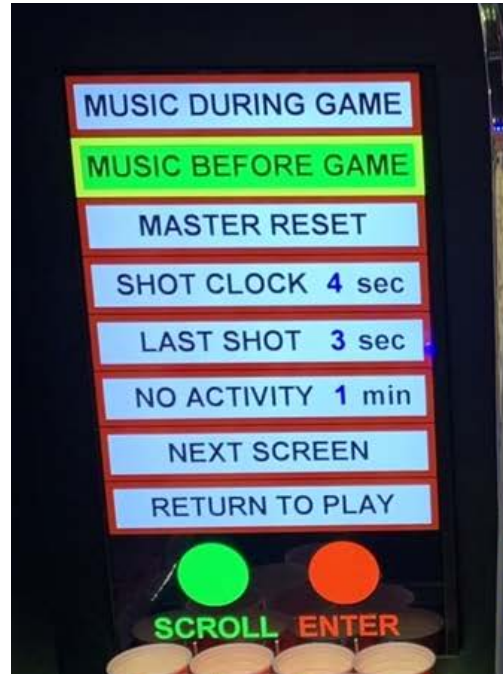 MUSIC DURING GAME
MUSIC BEFORE GAME
MASTER RESET
SHOT CLOCK 4 sec
LAST SHOT 3 sec
NO ACTIVITY 1 min
NEXT SCREEN
RETURN TO PLAY
SCROLL ENTER